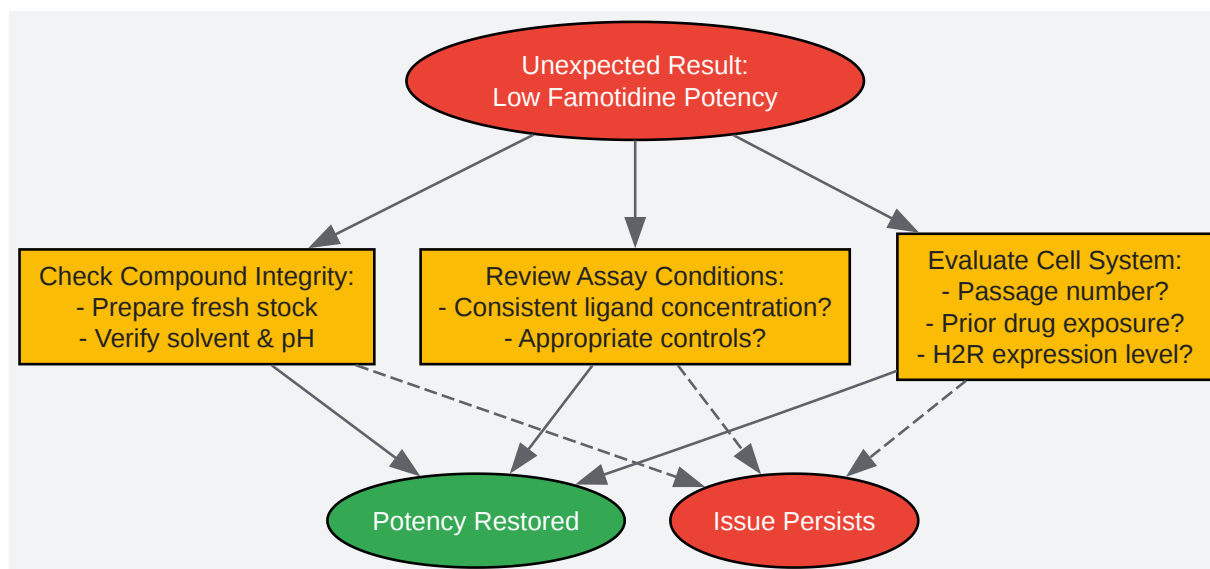 Unexpected Result:
Low Famotidine Potency
Check Compound Integrity:
- Prepare fresh stock
- Verify solvent & pH
Review Assay Conditions:
- Consistent ligand concentration?
- Appropriate controls?
Evaluate Cell System:
- Passage number?
- Prior drug exposure?
- H2R expression level?
Potency Restored
Issue Persists